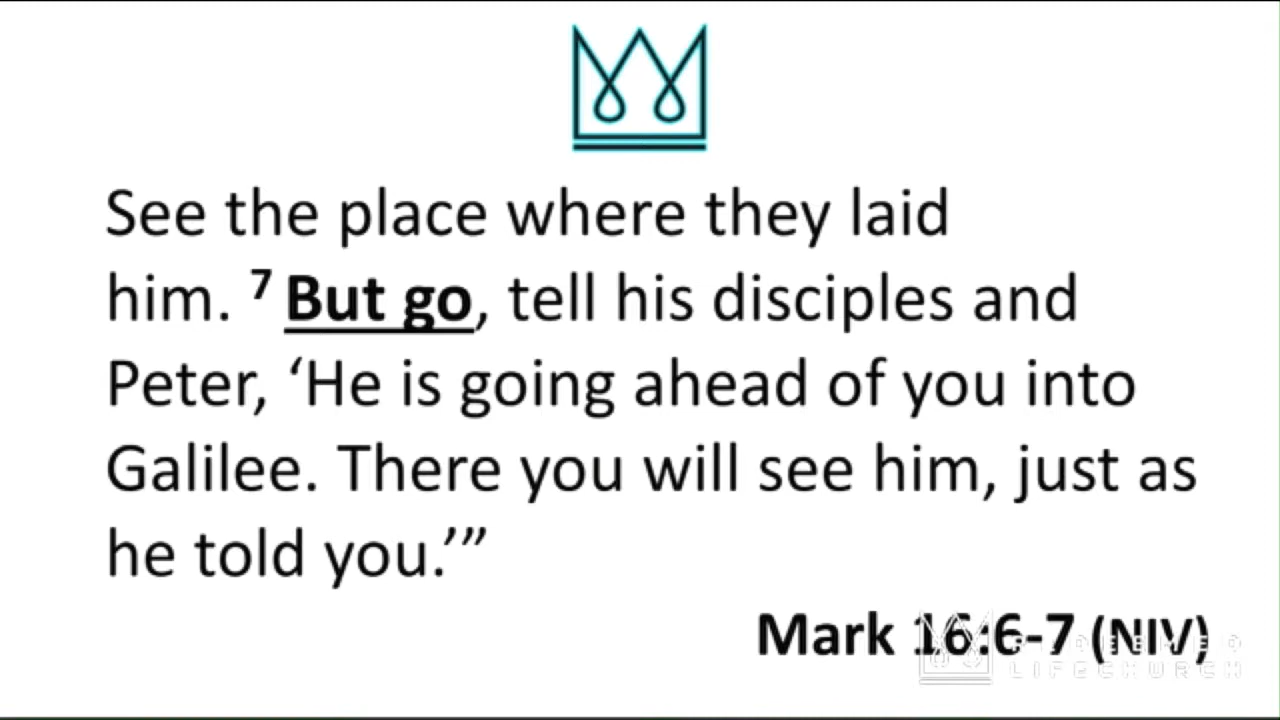 See the place where they laid
him. ⁷ But go, tell his disciples and
Peter, ‘He is going ahead of you into
Galilee. There you will see him, just as
he told you.’”
Mark 16:6-7 (NIV)
REDEEMED
LIFECHURCH